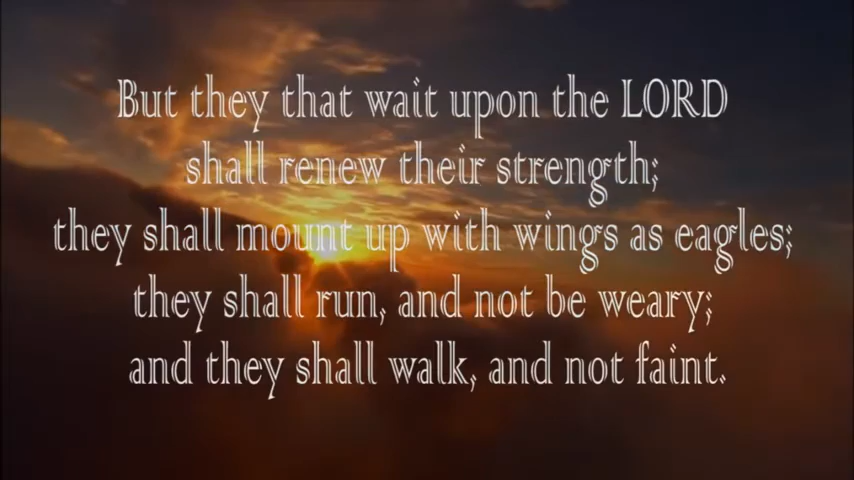 But they that wait upon the LORD
shall renew their strength;
they shall mount up with wings as eagles;
they shall run, and not be weary;
and they shall walk, and not faint.